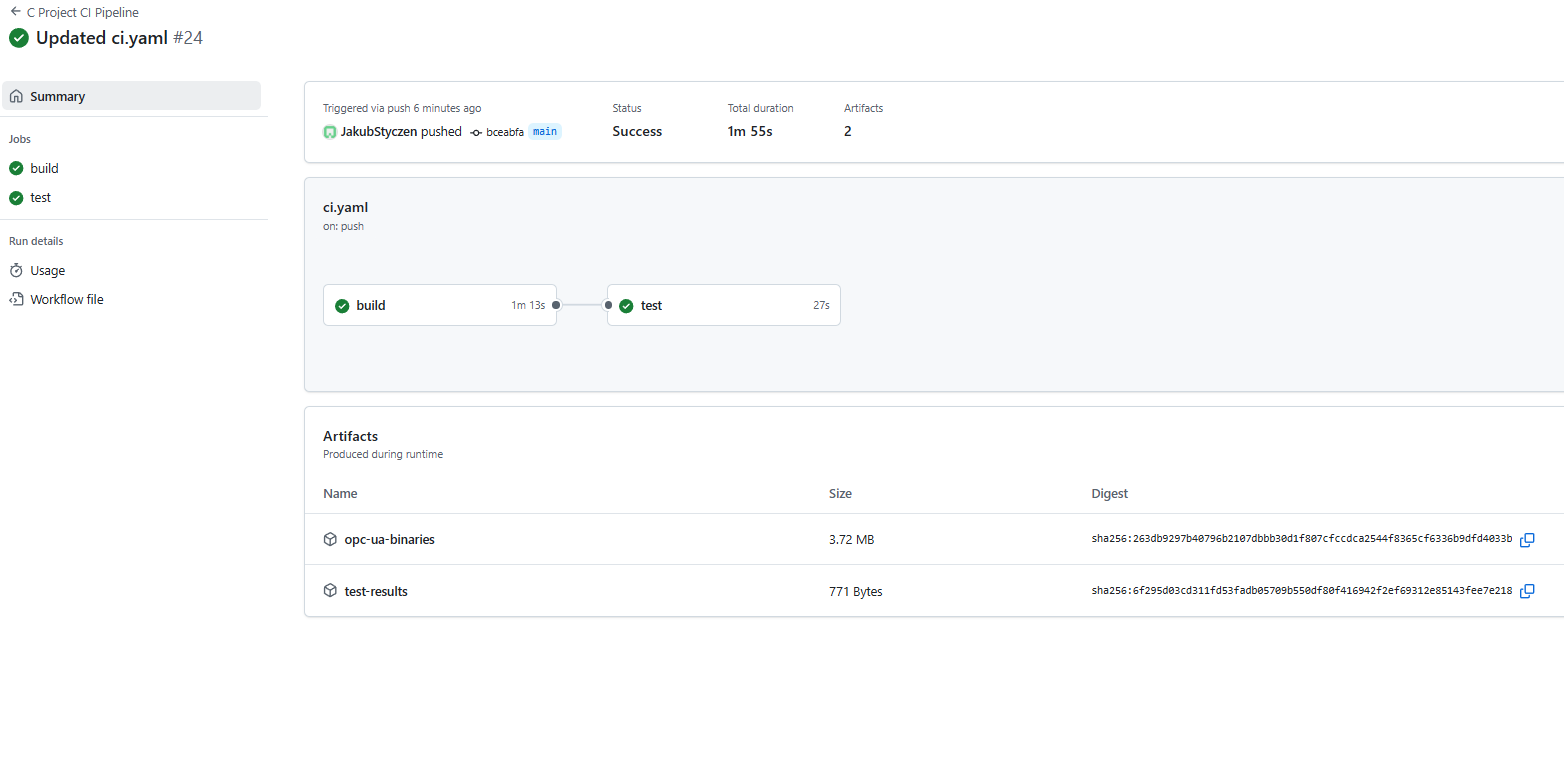 C Project CI Pipeline
Updated ci.yaml #24
Summary
Jobs
build
test
Run details
Usage
Workflow file
Triggered via push 6 minutes ago
JakubStyczen pushed bceabfa main
Status
Success
Total duration
1m 55s
Artifacts
2
ci.yaml
on: push
build 1m 13s
test 27s
Artifacts
Produced during runtime
Name Size Digest
opc-ua-binaries 3.72 MB sha256:263db9297b40796b2107dbbb30d1f807cfccdca2544f8365cf6336b9dfd4033b
test-results 771 Bytes sha256:6f295d03cd311fd53fadb05709b550df80f416942f2ef69312e85143fee7e218